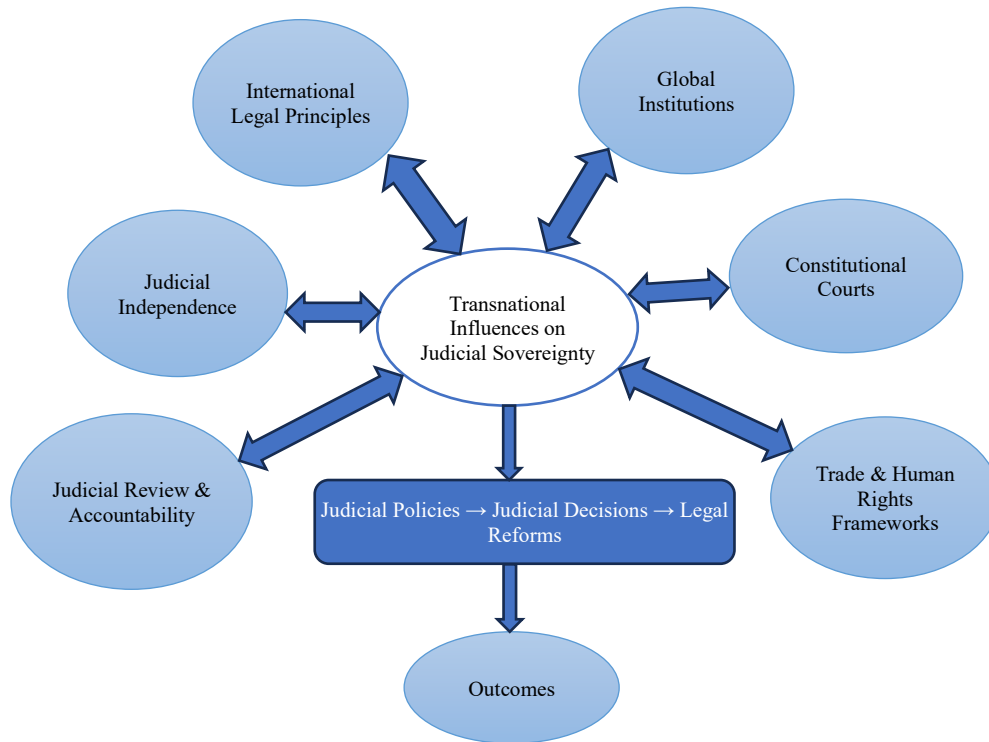 International
Legal Principles
Global
Institutions
Judicial
Independence
Transnational
Influences on
Judicial Sovereignty
Constitutional
Courts
Judicial Review &
Accountability
Judicial Policies → Judicial Decisions → Legal
Reforms
Trade & Human
Rights
Frameworks
Outcomes